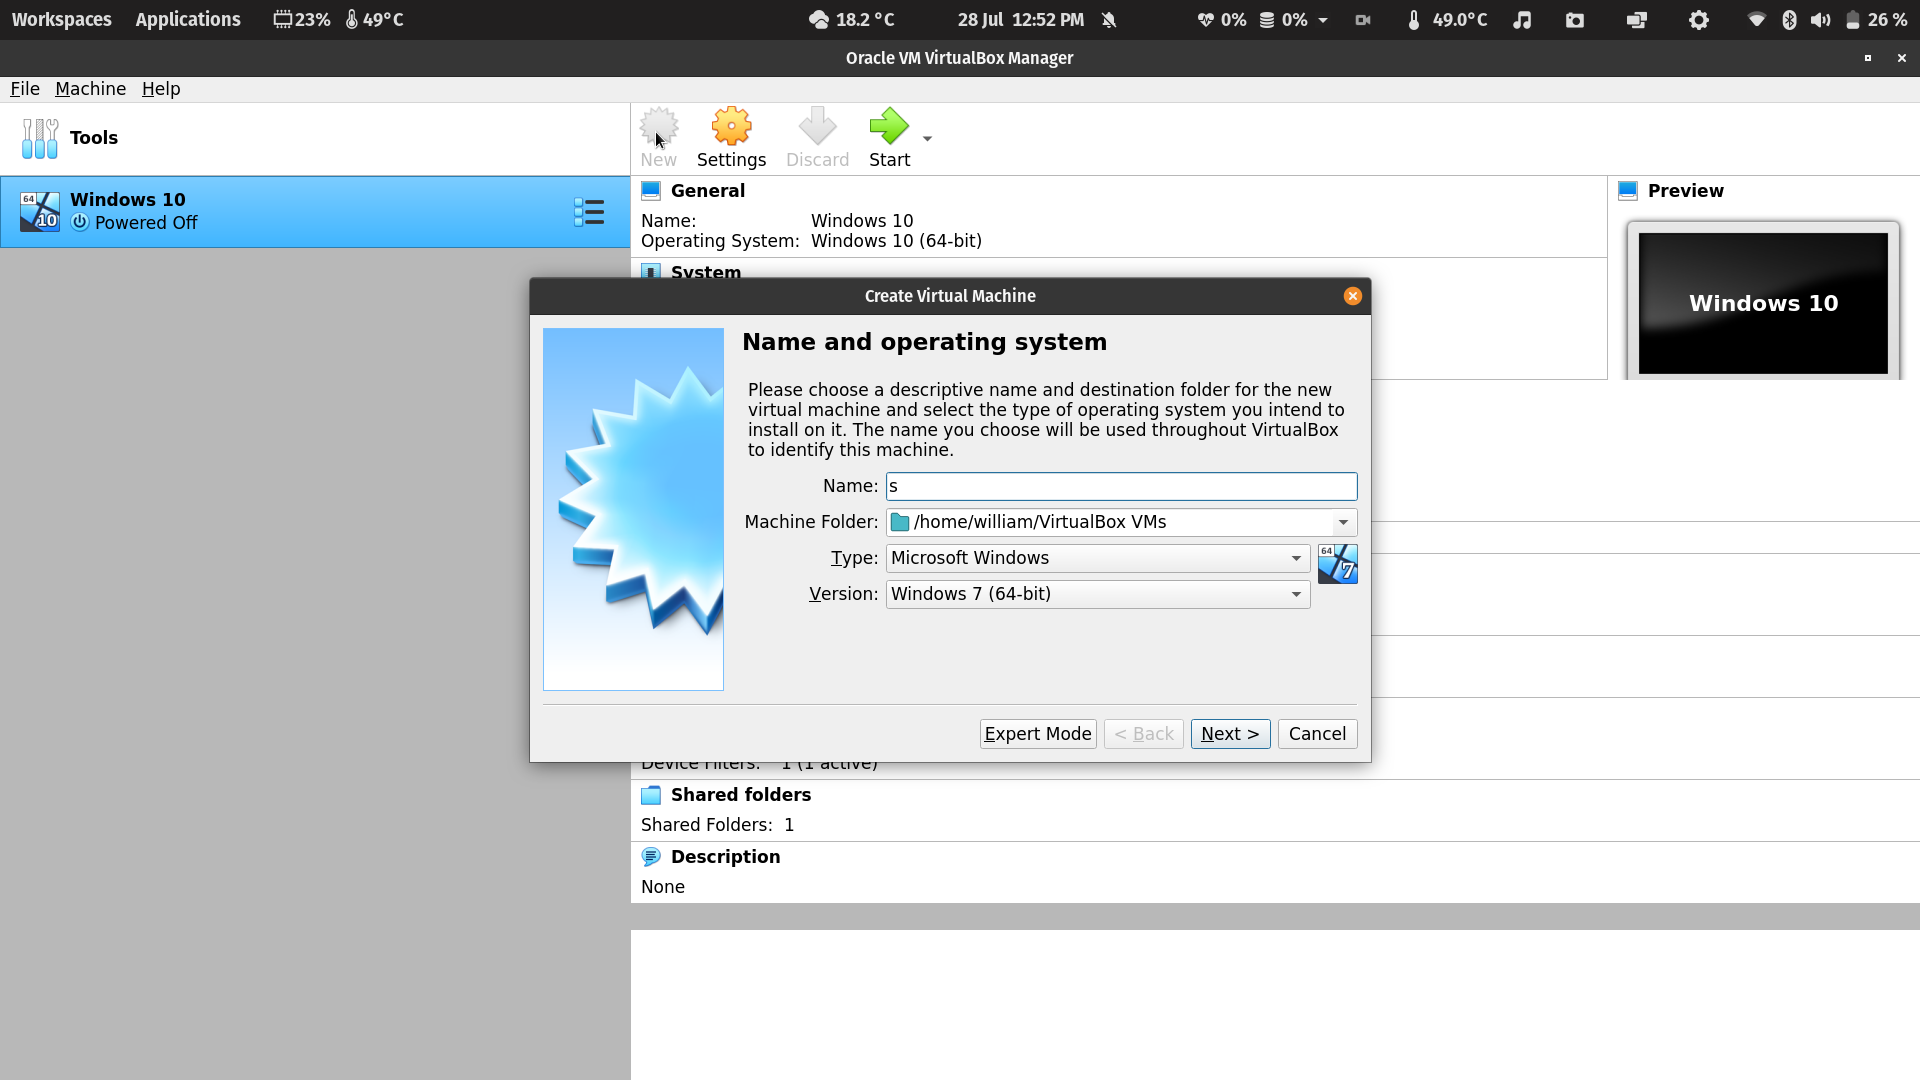 Workspaces Applications 23% 49°C 18.2 °C 28 Jul 12:52 PM 0% 0% 49.0°C 26 %
Oracle VM VirtualBox Manager
File Machine Help
Tools
New Settings Discard Start
64
10
Windows 10
Powered Off
General
Name: Windows 10
Operating System: Windows 10 (64-bit)
System
Preview
Windows 10
Create Virtual Machine
Name and operating system
Please choose a descriptive name and destination folder for the new
virtual machine and select the type of operating system you intend to
install on it. The name you choose will be used throughout VirtualBox
to identify this machine.
Name: s
Machine Folder: /home/william/VirtualBox VMs
Type: Microsoft Windows
64
7
Version: Windows 7 (64-bit)
Expert Mode < Back Next > Cancel
Device Filters: 1 (1 active)
Shared folders
Shared Folders: 1
Description
None